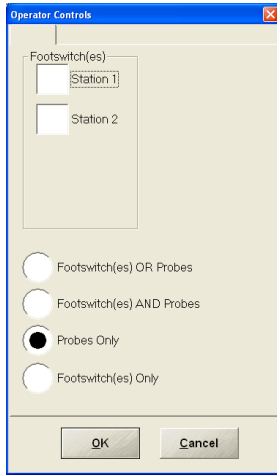 Operator Controls
Footswitch(es)
Station 1
Station 2
Footswitch(es) OR Probes
Footswitch(es) AND Probes
Probes Only
Footswitch(es) Only
OK
Cancel